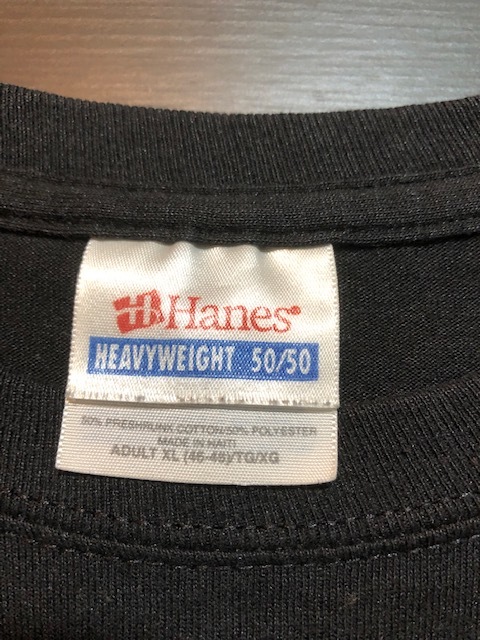 Hanes®
HEAVYWEIGHT 50/50
50% PRESHRUNK COTTON/50% POLYESTER
MADE IN HAITI
ADULT XL (46-48)/TG/XG